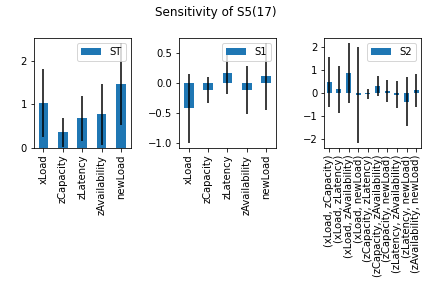 Sensitivity of S5(17)
ST
2
1
0
xLoad
zCapacity
zLatency
zAvailability
newLoad
S1
0.5
0.0
−0.5
−1.0
xLoad
zCapacity
zLatency
zAvailability
newLoad
S2
2
1
0
−1
−2
(xLoad, zCapacity)
(xLoad, zLatency)
(xLoad, zAvailability)
(xLoad, newLoad)
(zCapacity, zLatency)
(zCapacity, zAvailability)
(zCapacity, newLoad)
(zLatency, zAvailability)
(zLatency, newLoad)
(zAvailability, newLoad)